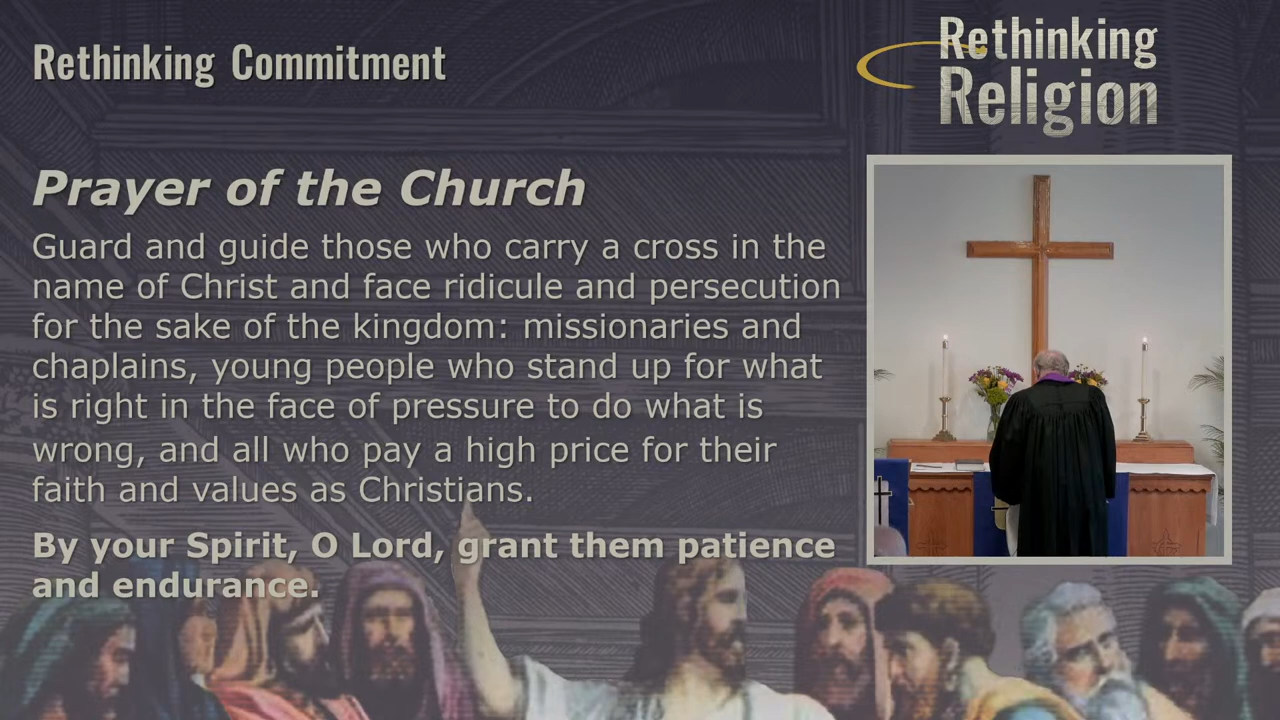 Rethinking Commitment
Rethinking
Religion
Prayer of the Church
Guard and guide those who carry a cross in the
name of Christ and face ridicule and persecution
for the sake of the kingdom: missionaries and
chaplains, young people who stand up for what
is right in the face of pressure to do what is
wrong, and all who pay a high price for their
faith and values as Christians.
By your Spirit, O Lord, grant them patience
and endurance.